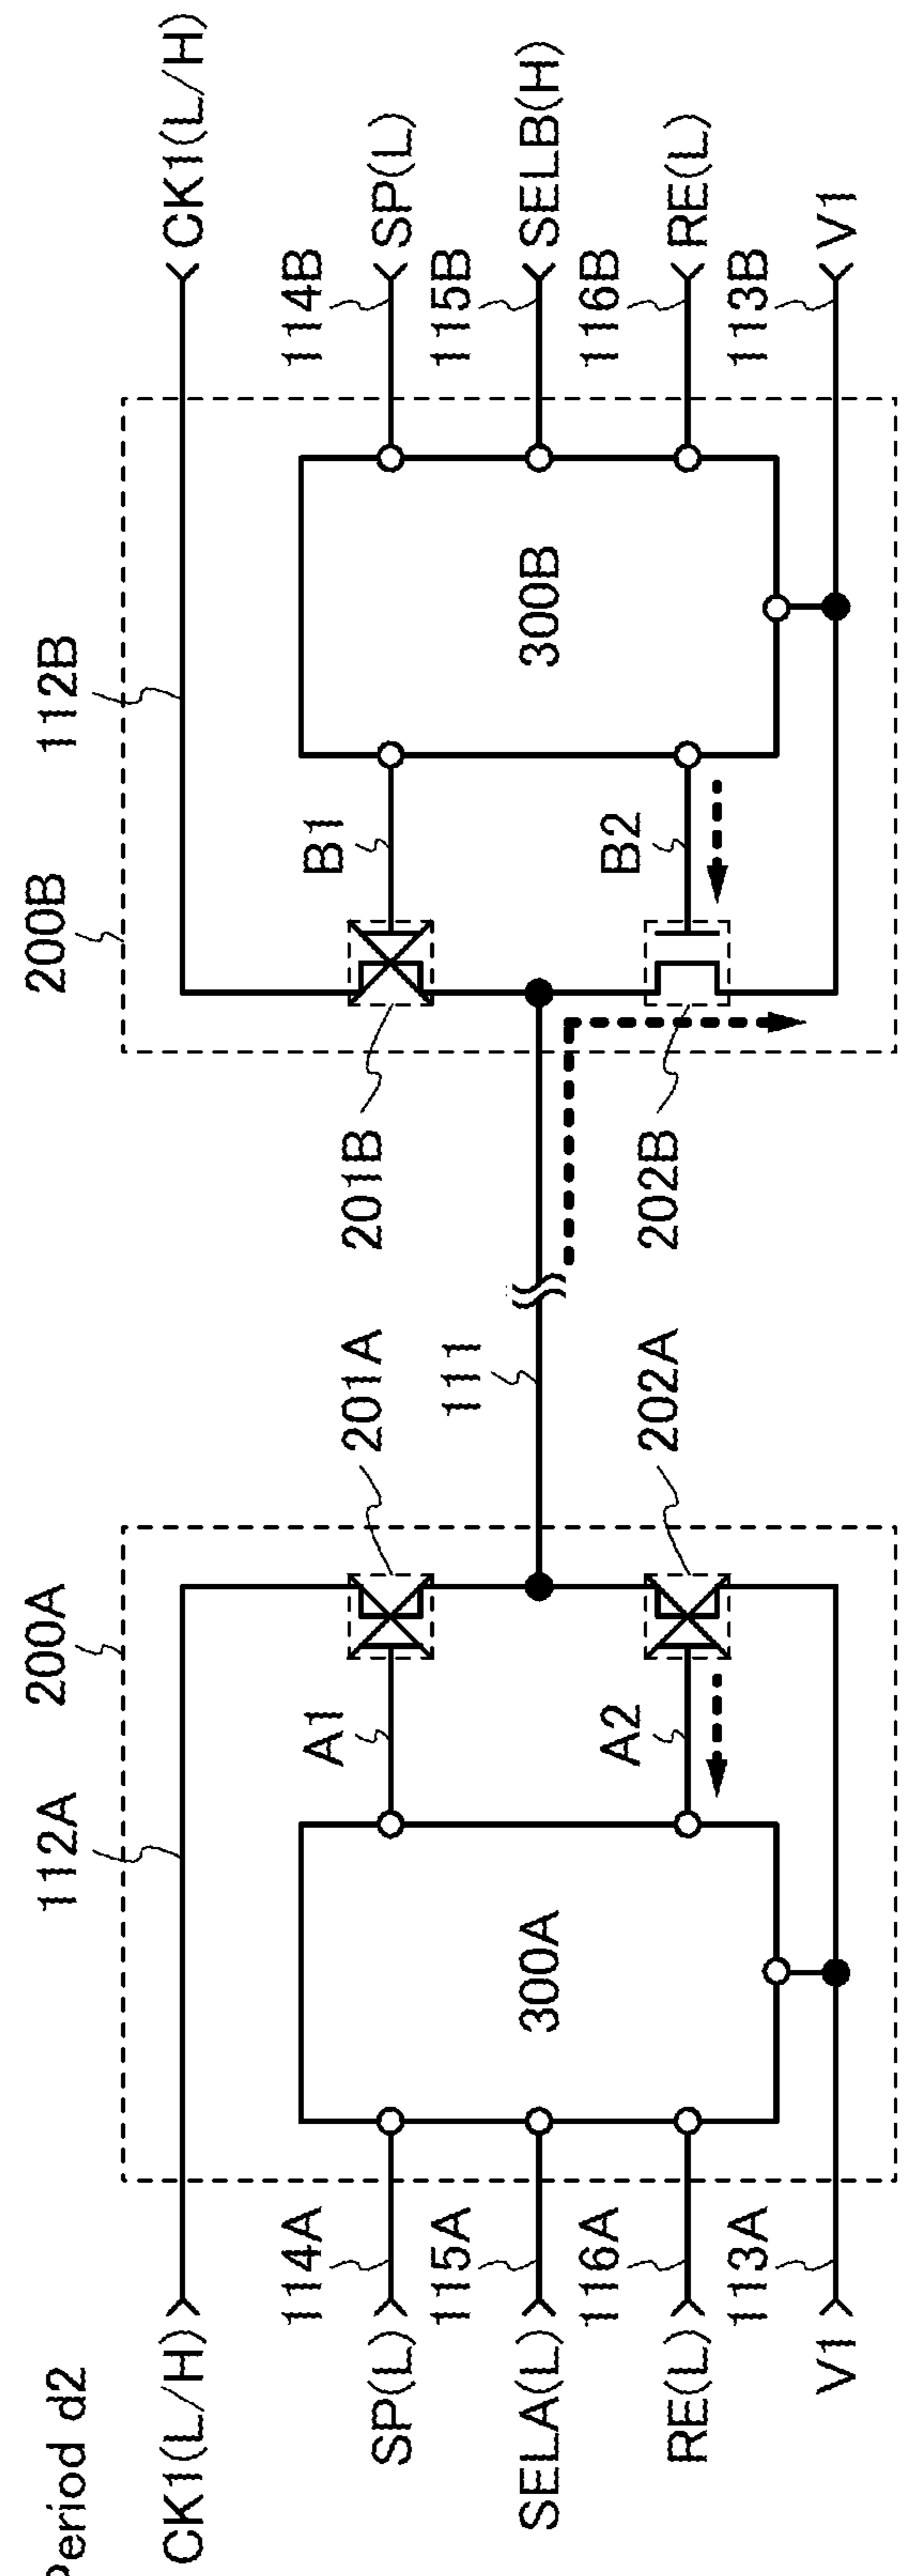 Period d2
200A
200B
112A
112B
CK1(L/H)
CK1(L/H)
114A
A1
201A
201B
B1
114B
SP(L)
SP(L)
115A
111
115B
SELA(L)
300A
300B
SELB(H)
116A
A2
202A
202B
B2
116B
RE(L)
RE(L)
113A
113B
V1
V1